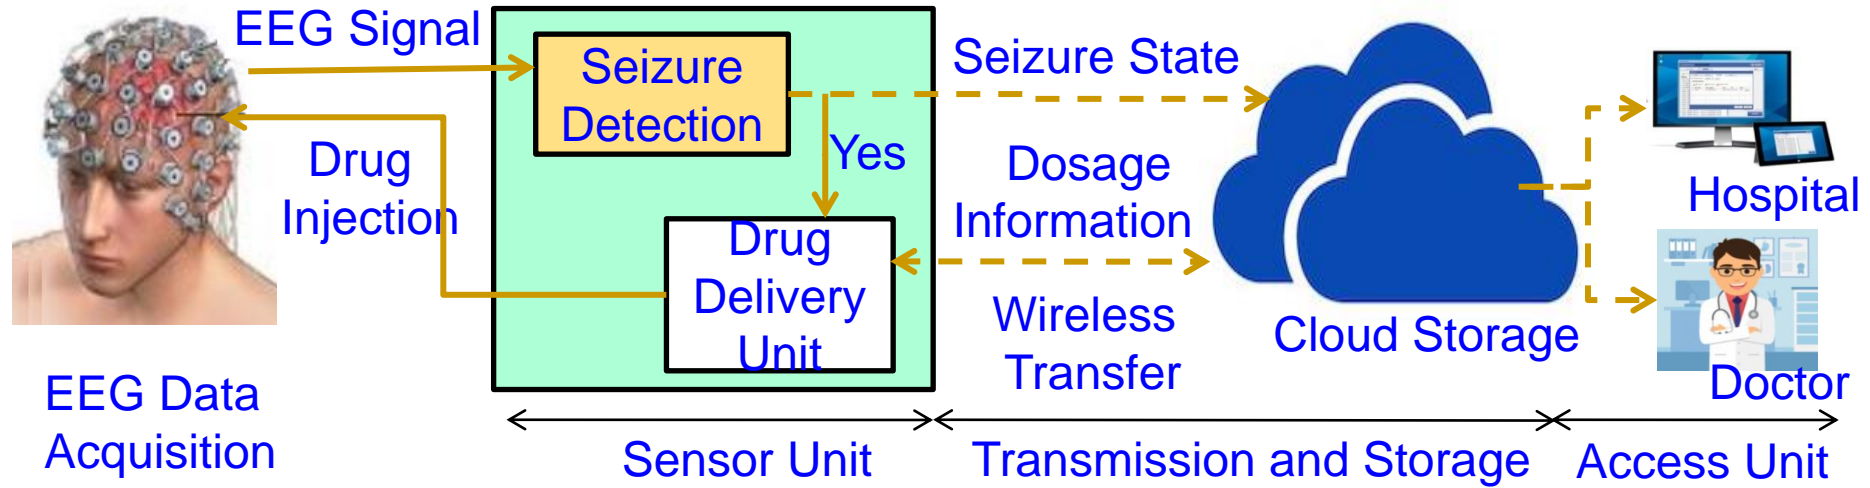 EEG Signal
Drug
Injection
EEG Data
Acquisition
Seizure
Detection
Yes
Drug
Delivery
Unit
Sensor Unit
Seizure State
Dosage
Information
Wireless
Transfer
Cloud Storage
Transmission and Storage
Hospital
Doctor
Access Unit